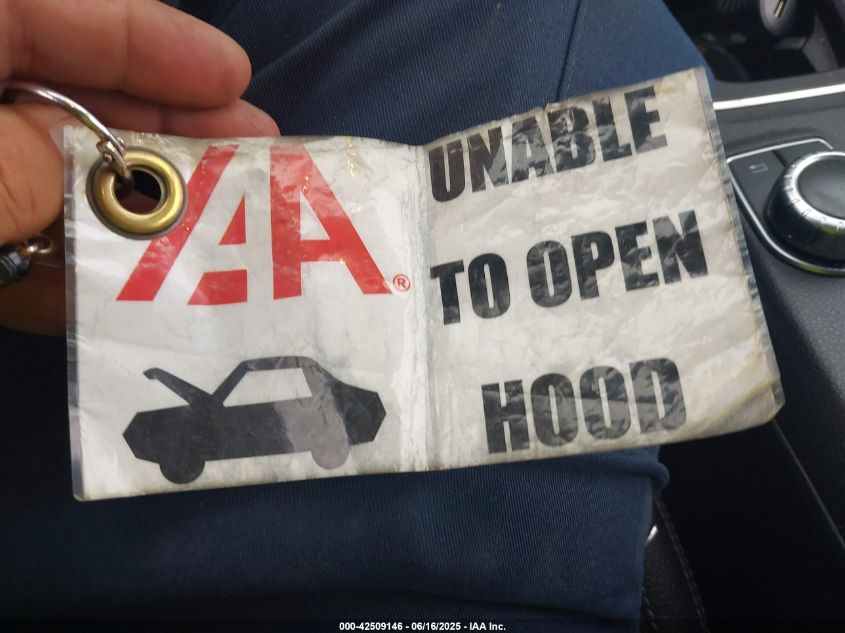 IAA®
UNABLE
TO OPEN
HOOD
000-42509146 - 06/16/2025 - IAA Inc.